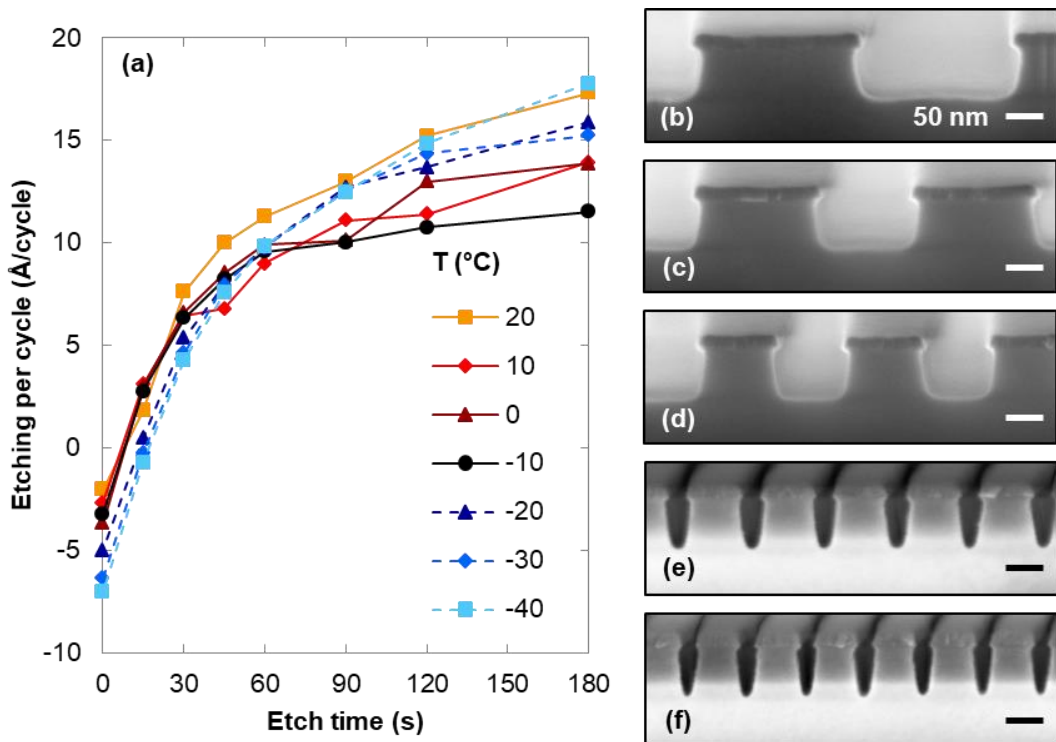 (a)
Etching per cycle (Å/cycle)
20
15
10
5
0
-5
-10
T (°C)
20
10
0
-10
-20
-30
-40
0 30 60 90 120 150 180
Etch time (s)
(b) 50 nm
(c)
(d)
(e)
(f)